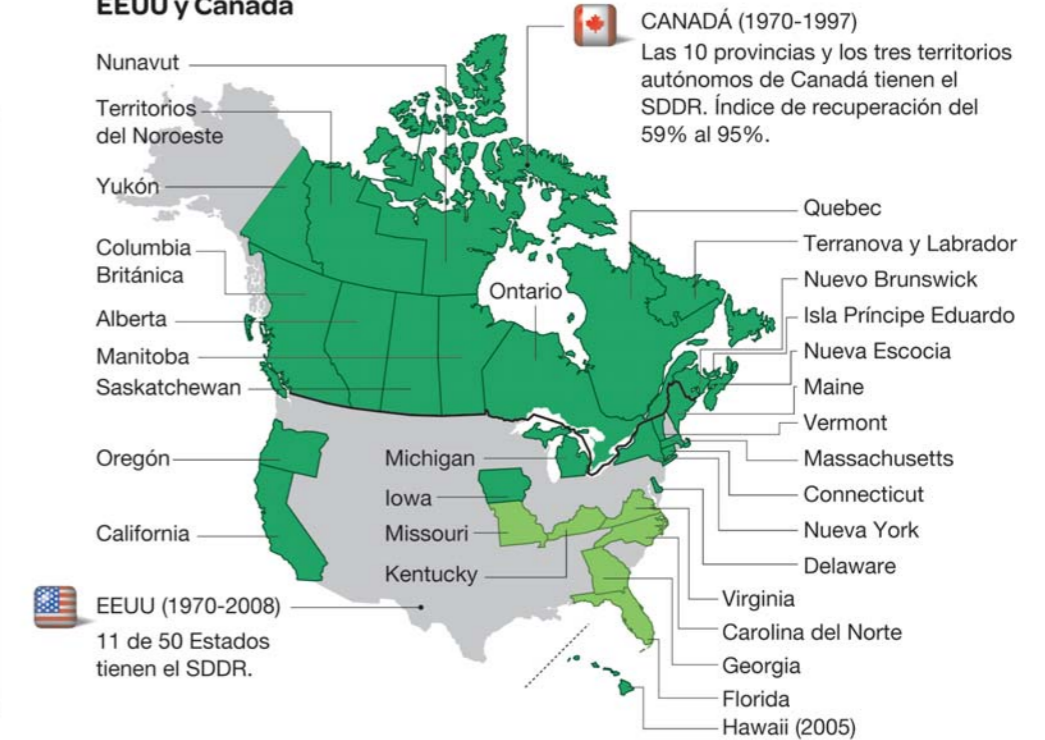 EEUU y Canadá
CANADÁ (1970-1997)
Las 10 provincias y los tres territorios
autónomos de Canadá tienen el
SDDR. Índice de recuperación del
59% al 95%.
Nunavut
Territorios
del Noroeste
Yukón
Columbia
Británica
Alberta
Manitoba
Saskatchewan
Ontario
Quebec
Terranova y Labrador
Nuevo Brunswick
Isla Príncipe Eduardo
Nueva Escocia
Maine
Vermont
Massachusetts
Connecticut
Nueva York
Delaware
Oregón
California
Michigan
Iowa
Missouri
Kentucky
EEUU (1970-2008)
11 de 50 Estados
tienen el SDDR.
Virginia
Carolina del Norte
Georgia
Florida
Hawaii (2005)